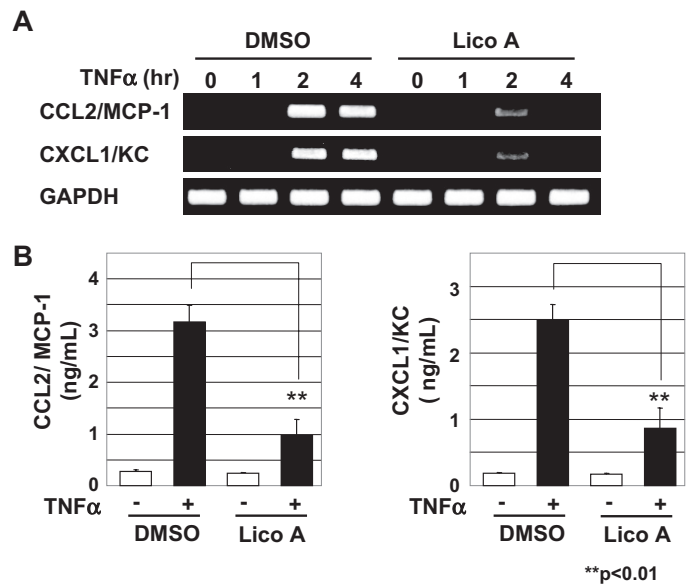 A
DMSO Lico A
TNFα (hr) 0 1 2 4 0 1 2 4
CCL2/MCP-1
CXCL1/KC
GAPDH
B
CCL2/ MCP-1
(ng/mL)
4
3
2
1
0
TNFα - + - +
DMSO Lico A
**
CXCL1/KC
( ng/mL)
3
2
1
0
TNFα - + - +
DMSO Lico A
**
**p<0.01